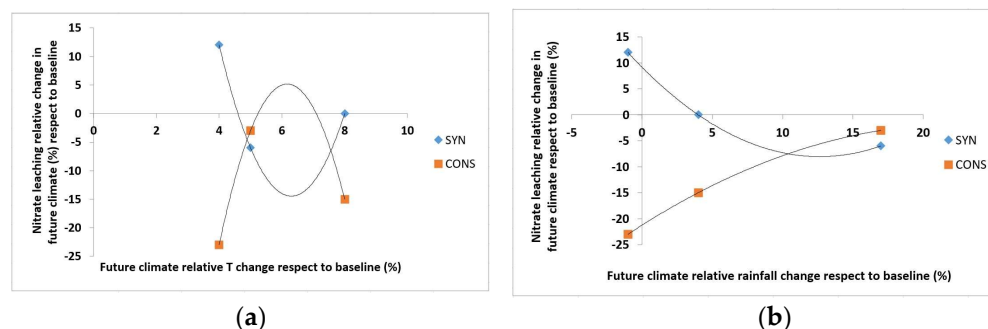 Nitrate leaching relative change in
future climate (%) respect to baseline
15
10
5
0
-5
-10
-15
-20
-25
0
2
4
6
8
10
SYN
CONS
Future climate relative T change respect to baseline (%)
(a)
Nitrate leaching relative change in
future climate respect to baseline (%)
15
10
5
0
-5
-10
-15
-20
-25
-5
0
5
10
15
20
SYN
CONS
Future climate relative rainfall change respect to baseline (%)
(b)